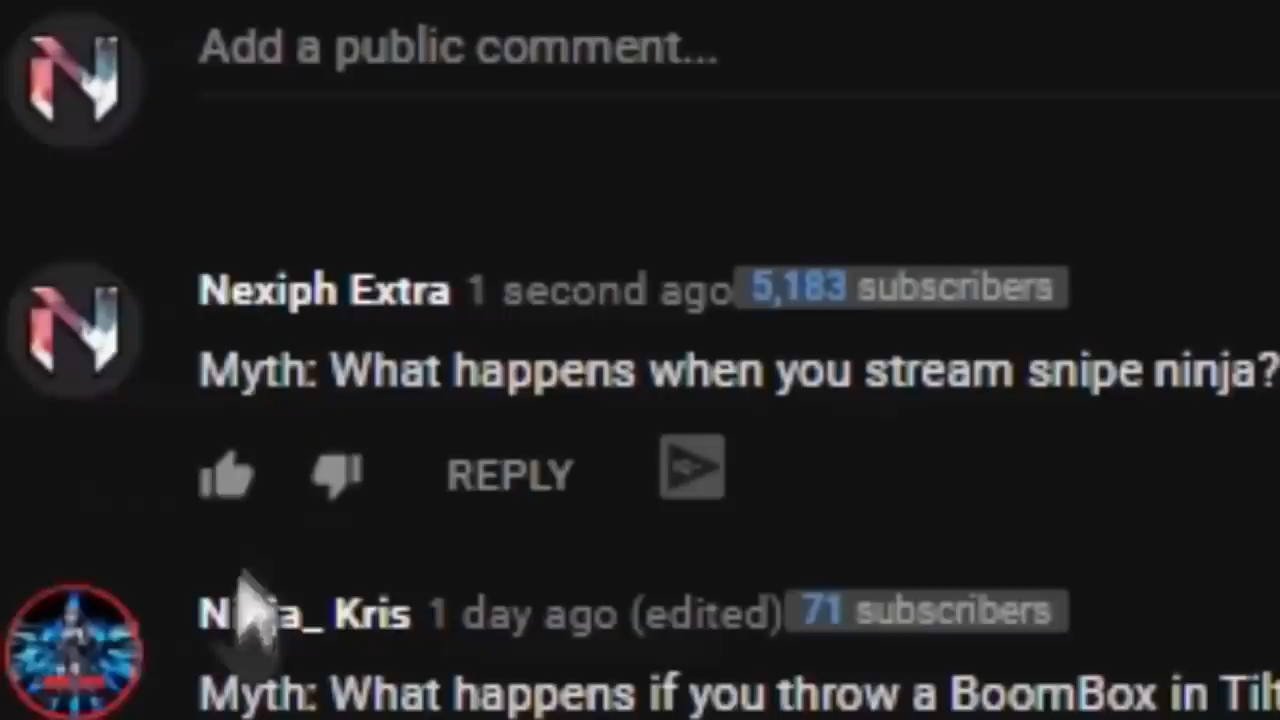 Add a public comment...
Nexiph Extra 1 second ago 5,183 subscribers
Myth: What happens when you stream snipe ninja?
REPLY
Kris 1 day ago (edited) 71 subscribers
Myth: What happens if you throw a BoomBox in